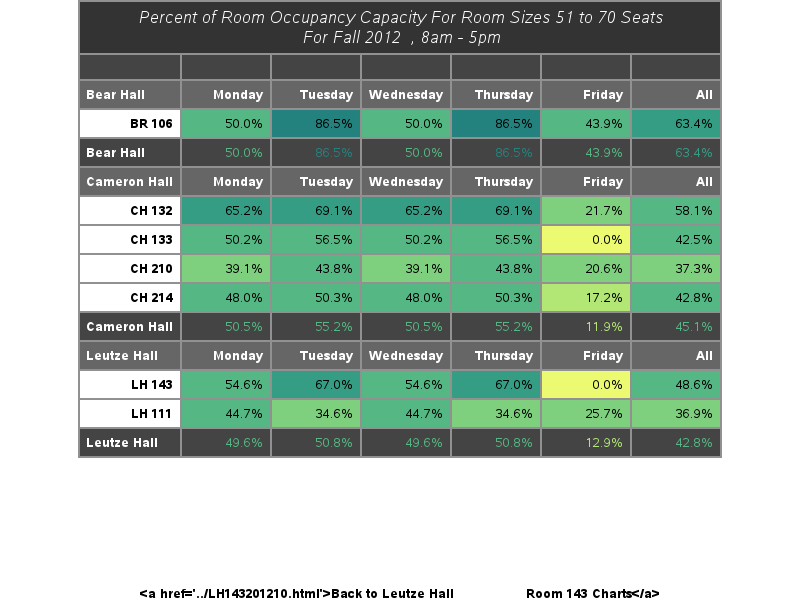 Percent of Room Occupancy Capacity For Room Sizes 51 to 70 Seats
For Fall 2012 , 8am - 5pm
Bear Hall Monday Tuesday Wednesday Thursday Friday All
BR 106 50.0% 86.5% 50.0% 86.5% 43.9% 63.4%
Bear Hall 50.0% 86.5% 50.0% 86.5% 43.9% 63.4%
Cameron Hall Monday Tuesday Wednesday Thursday Friday All
CH 132 65.2% 69.1% 65.2% 69.1% 21.7% 58.1%
CH 133 50.2% 56.5% 50.2% 56.5% 0.0% 42.5%
CH 210 39.1% 43.8% 39.1% 43.8% 20.6% 37.3%
CH 214 48.0% 50.3% 48.0% 50.3% 17.2% 42.8%
Cameron Hall 50.5% 55.2% 50.5% 55.2% 11.9% 45.1%
Leutze Hall Monday Tuesday Wednesday Thursday Friday All
LH 143 54.6% 67.0% 54.6% 67.0% 0.0% 48.6%
LH 111 44.7% 34.6% 44.7% 34.6% 25.7% 36.9%
Leutze Hall 49.6% 50.8% 49.6% 50.8% 12.9% 42.8%
<a href='../LH143201210.html'>Back to Leutze Hall Room 143 Charts</a>